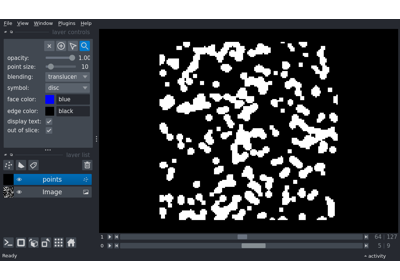 File View Window Plugins Help
layer controls
opacity: 1.00
point size: 10
blending: translucen
symbol: disc
face color: blue
edge color: black
display text:
out of slice:
layer list
points
Image
1 64 127
0 5 9
Ready activity